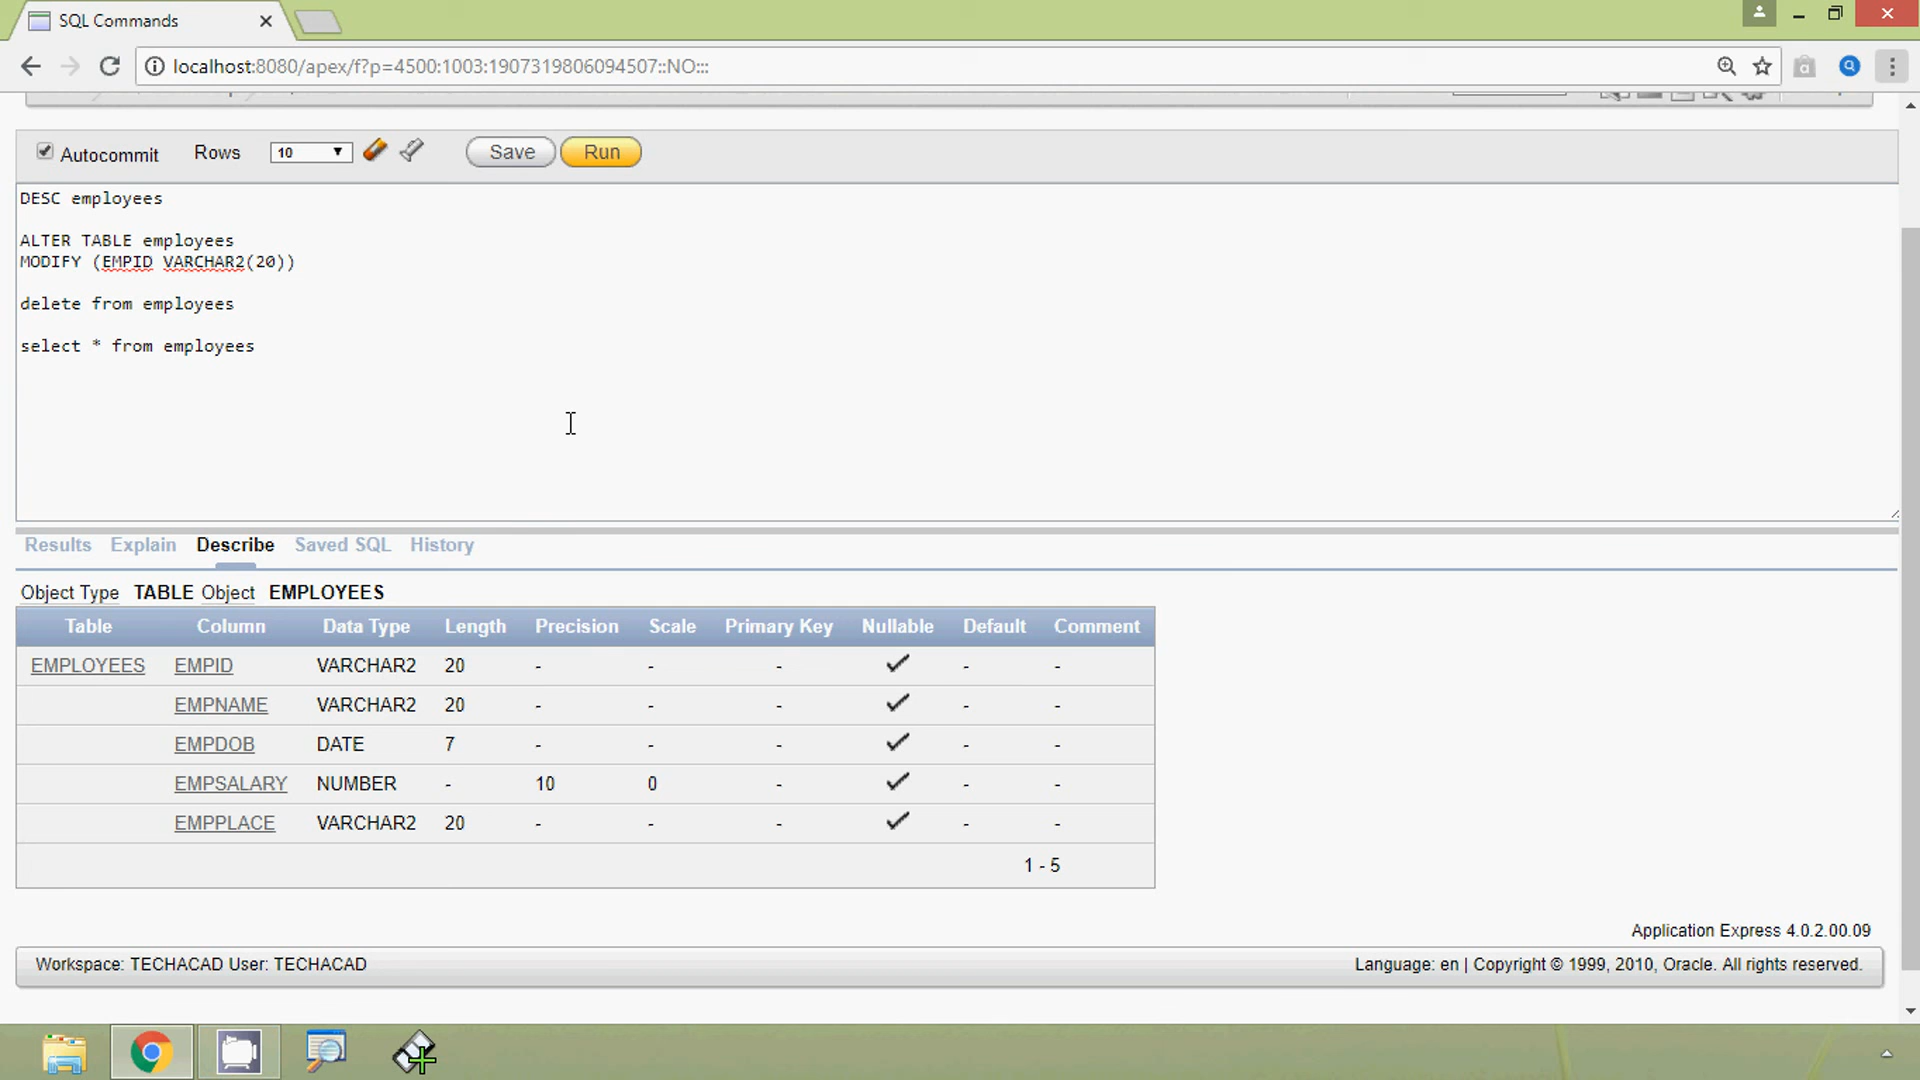 SQL Commands
localhost:8080/apex/f?p=4500:1003:1907319806094507::NO:::
Autocommit Rows 10 Save Run
DESC employees
ALTER TABLE employees
MODIFY (EMPID VARCHAR2(20))
delete from employees
select * from employees
Results Explain Describe Saved SQL History
Object Type TABLE Object EMPLOYEES
Table Column Data Type Length Precision Scale Primary Key Nullable Default Comment
EMPLOYEES EMPID VARCHAR2 20 - - - - -
EMPNAME VARCHAR2 20 - - - - -
EMPDOB DATE 7 - - - - -
EMPSALARY NUMBER - 10 0 - - -
EMPPLACE VARCHAR2 20 - - - - -
1 - 5
Application Express 4.0.2.00.09
Workspace: TECHACAD User: TECHACAD
Language: en | Copyright © 1999, 2010, Oracle. All rights reserved.